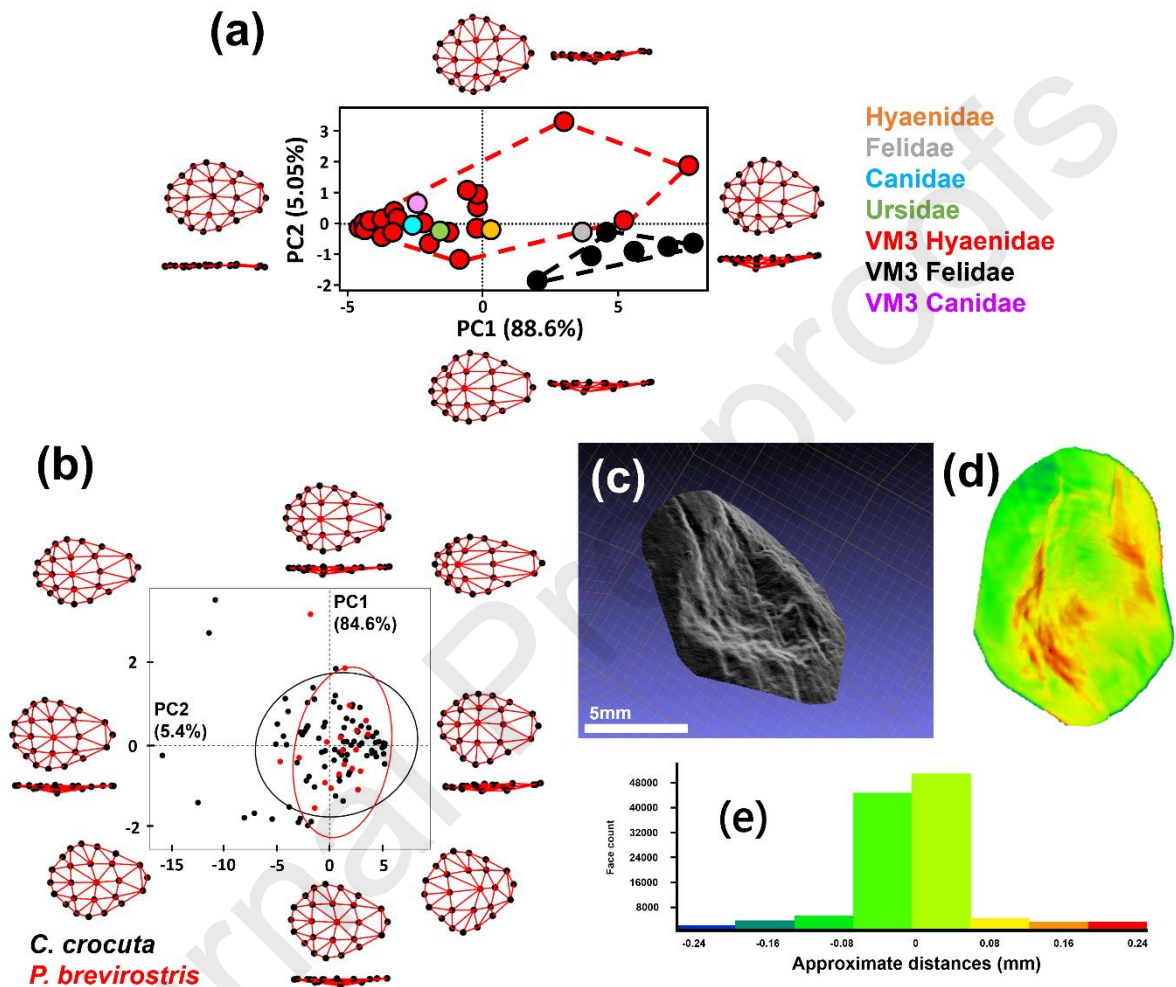 (a)
3
2
1
0
-1
-2
PC2 (5.05%)
-5
0
5
PC1 (88.6%)
Hyaenidae
Felidae
Canidae
Ursidae
VM3 Hyaenidae
VM3 Felidae
VM3 Canidae
(b)
PC1
(84.6%)
2
PC2
(5.4%)
0
-2
-15
-10
-5
0
5
C. crocuta
P. brevirostris
(c)
5mm
(d)
(e)
Face count
48000
40000
32000
24000
16000
8000
-0.24
-0.16
-0.08
0
0.08
0.16
0.24
Approximate distances (mm)
rnal Pre-proofs